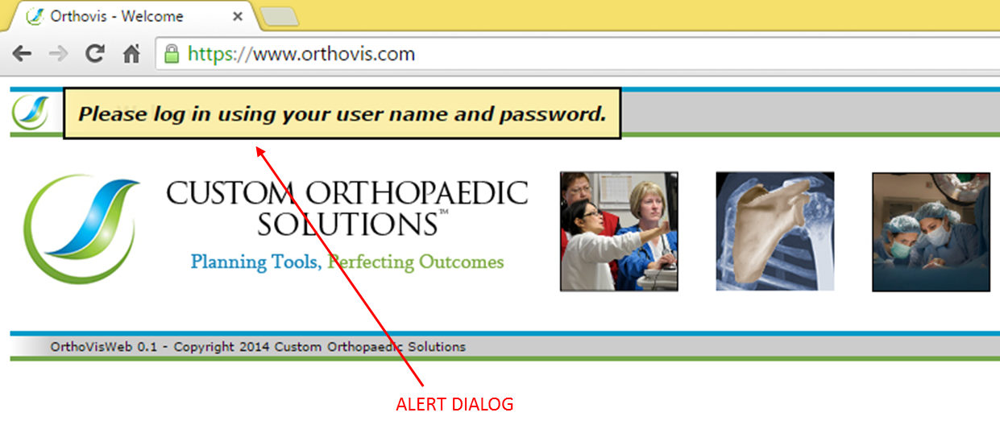 Orthovis - Welcome
https://www.orthovis.com
Please log in using your user name and password.
CUSTOM ORTHOPAEDIC
SOLUTIONS™
Planning Tools, Perfecting Outcomes
OrthoVisWeb 0.1 - Copyright 2014 Custom Orthopaedic Solutions
ALERT DIALOG